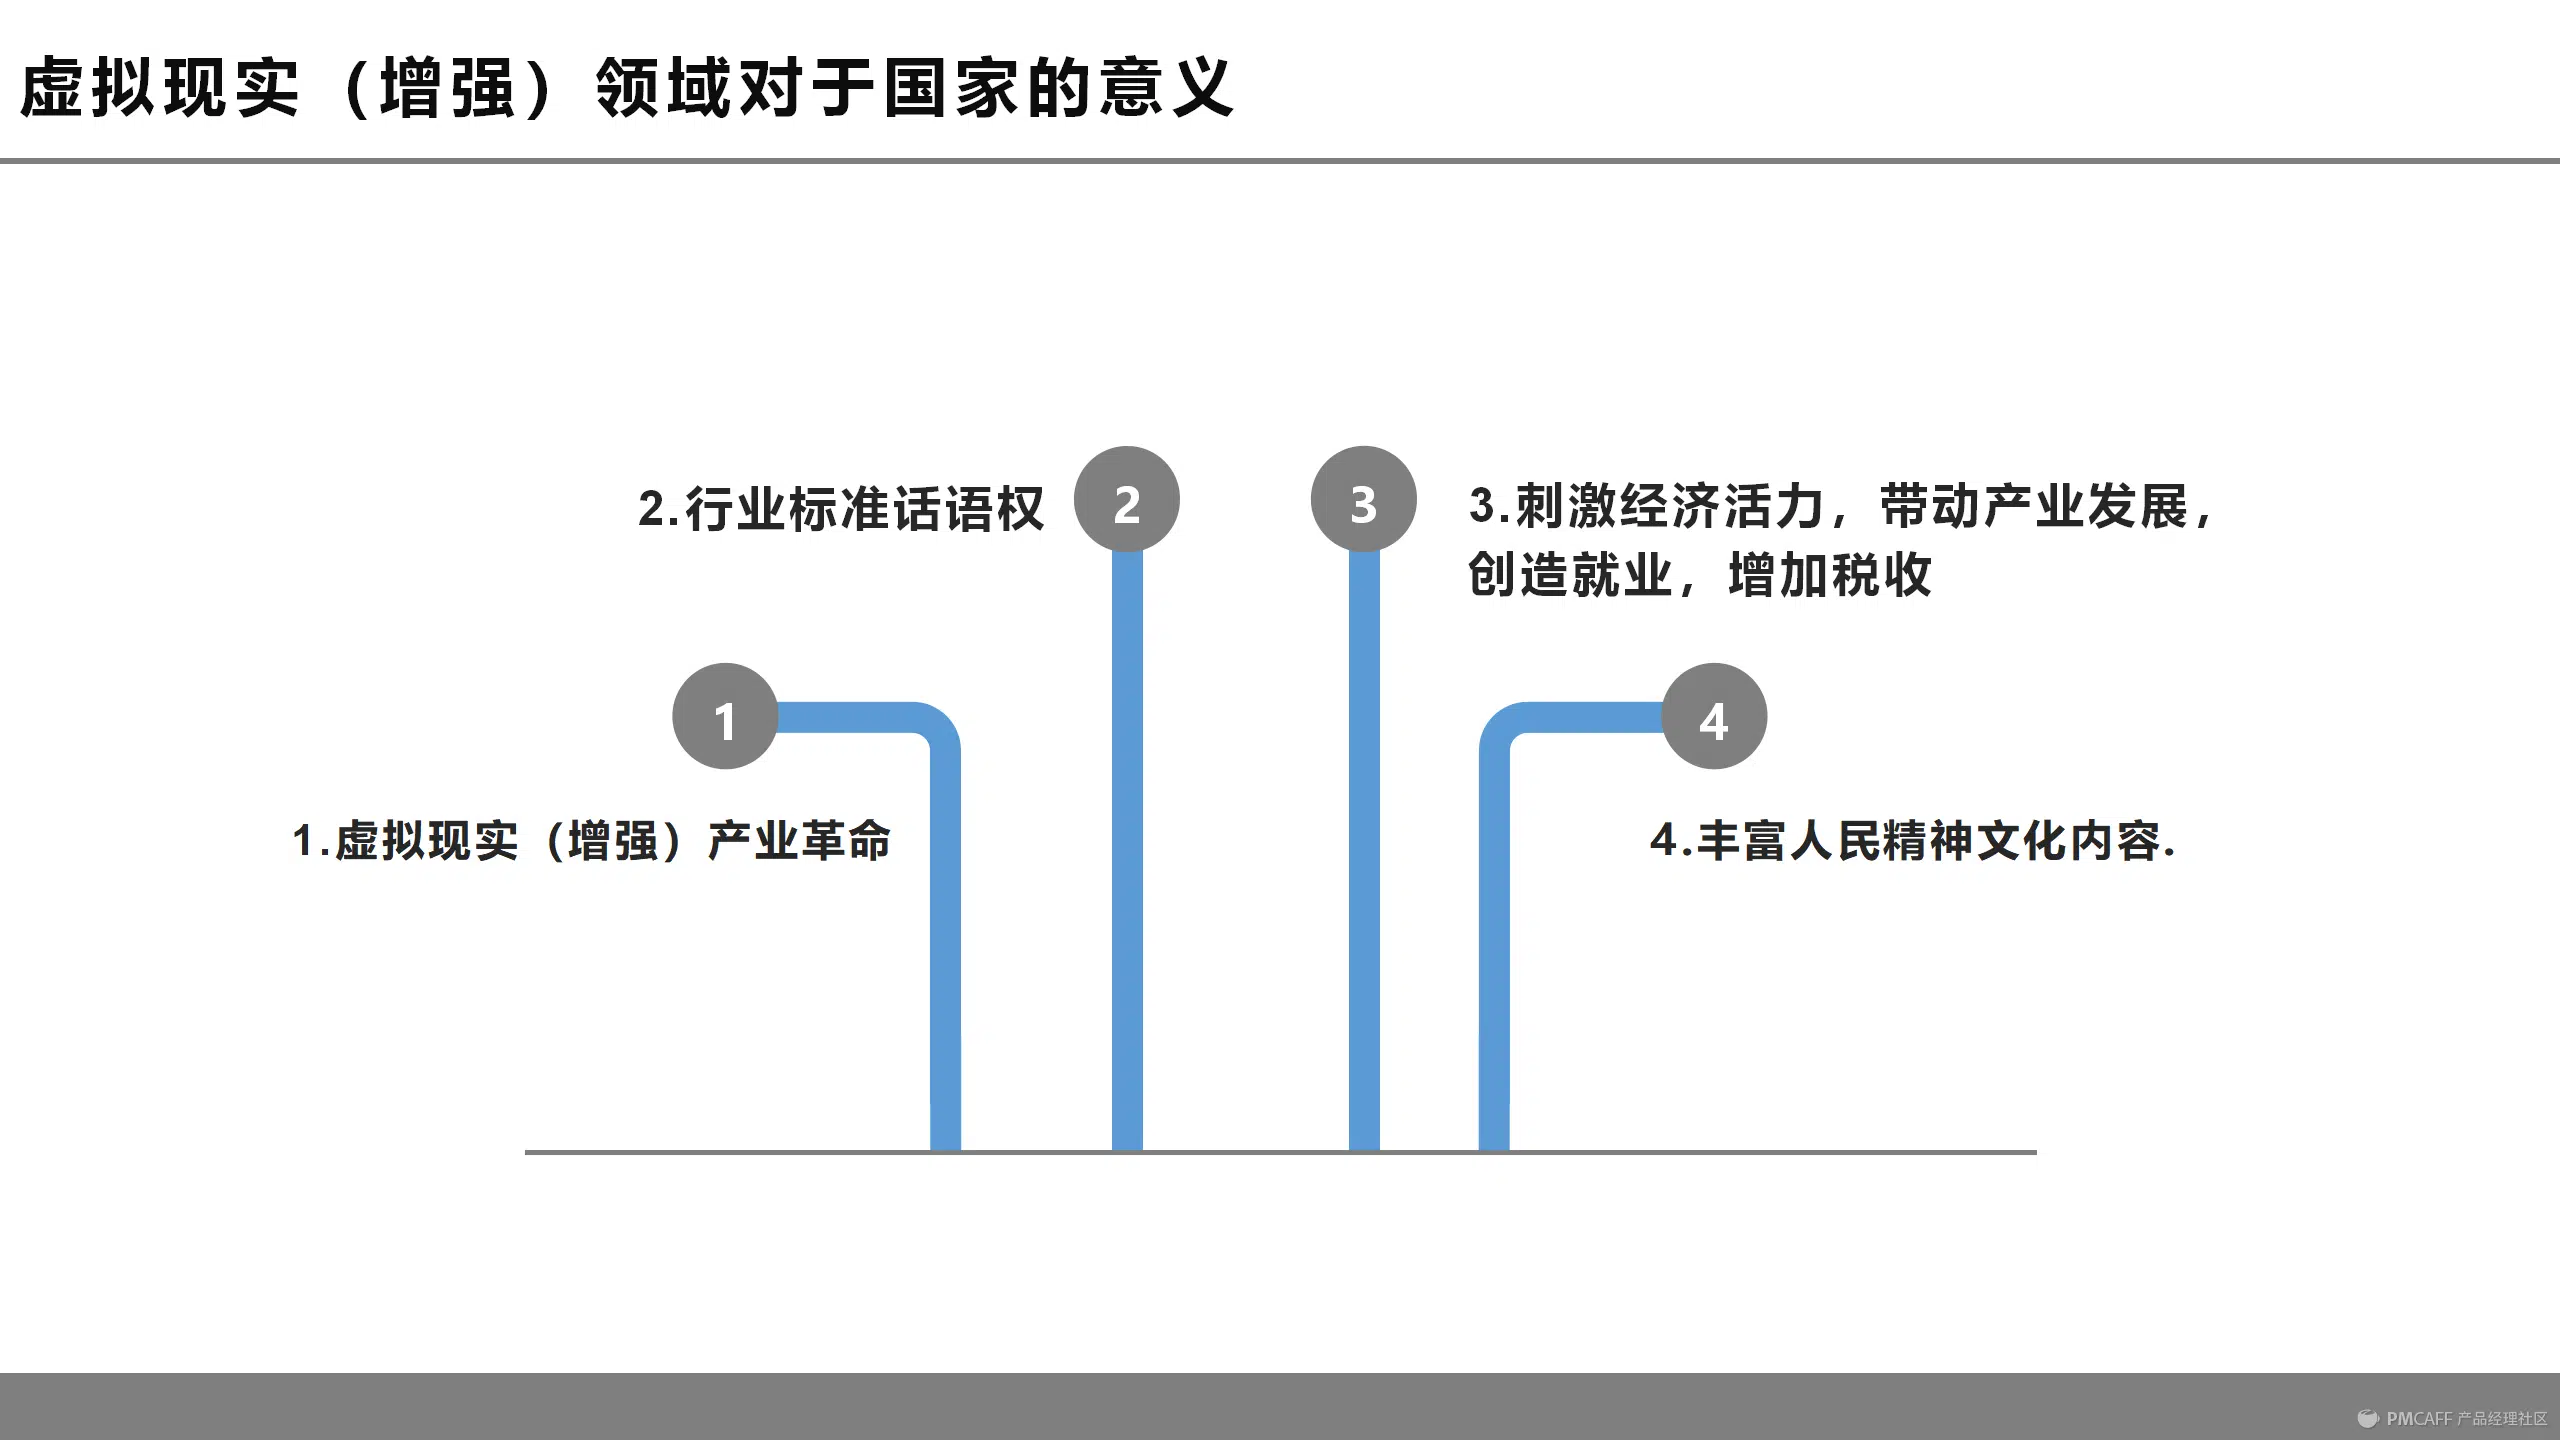 虚拟现实（增强）领域对于国家的意义
2.行业标准话语权
2
3
3.刺激经济活力，带动产业发展，
创造就业，增加税收
1
4
1.虚拟现实（增强）产业革命
4.丰富人民精神文化内容.
PMCAFF 产品经理社区